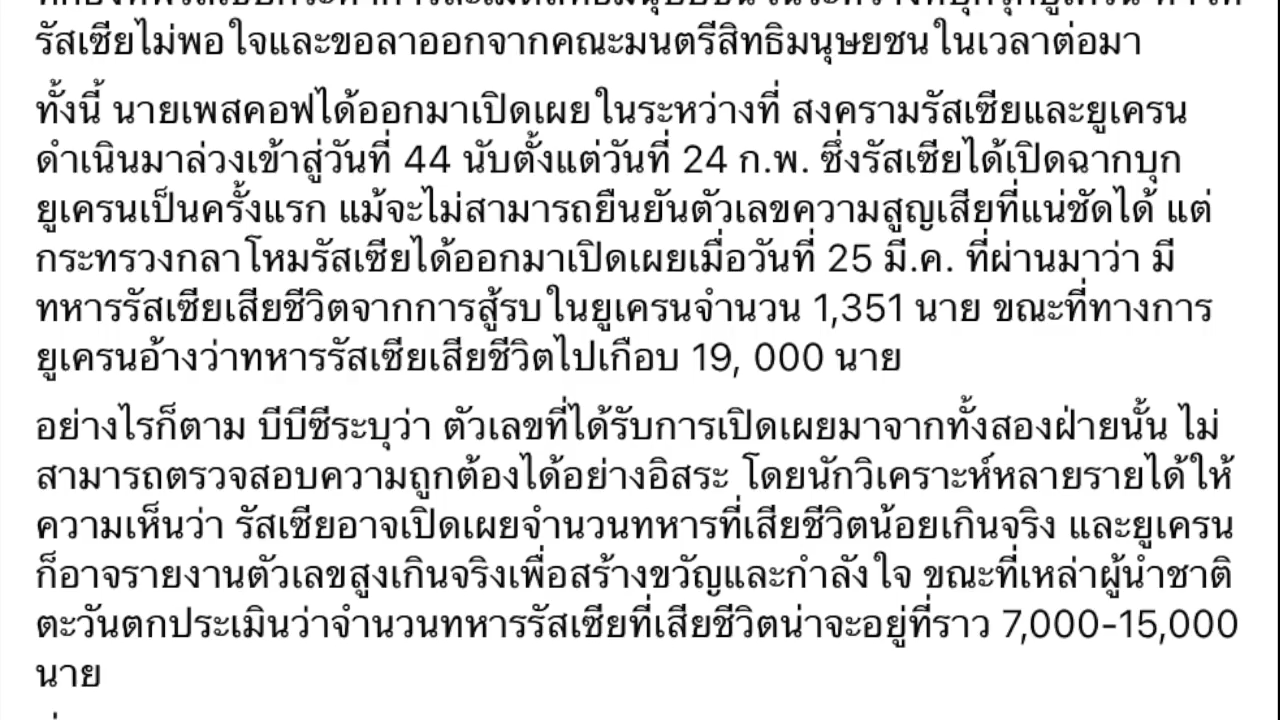 รัสเซียไม่พอใจและขอลาออกจากคณะมนตรีสิทธิมนุษยชนในเวลาต่อมา
ทั้งนี้ นายเพสคอฟได้ออกมาเปิดเผยในระหว่างที่ สงครามรัสเซียและยูเครน
ดำเนินมาล่วงเข้าสู่วันที่ 44 นับตั้งแต่วันที่ 24 ก.พ. ซึ่งรัสเซียได้เปิดฉากบุก
ยูเครนเป็นครั้งแรก แม้จะไม่สามารถยืนยันตัวเลขความสูญเสียที่แน่ชัดได้ แต่
กระทรวงกลาโหมรัสเซียได้ออกมาเปิดเผยเมื่อวันที่ 25 มี.ค. ที่ผ่านมาว่า มี
ทหารรัสเซียเสียชีวิตจากการสู้รบในยูเครนจำนวน 1,351 นาย ขณะที่ทางการ
ยูเครนอ้างว่าทหารรัสเซียเสียชีวิตไปเกือบ 19, 000 นาย
อย่างไรก็ตาม บีบีซีระบุว่า ตัวเลขที่ได้รับการเปิดเผยมาจากทั้งสองฝ่ายนั้น ไม่
สามารถตรวจสอบความถูกต้องได้อย่างอิสระ โดยนักวิเคราะห์หลายรายได้ให้
ความเห็นว่า รัสเซียอาจเปิดเผยจำนวนทหารที่เสียชีวิตน้อยเกินจริง และยูเครน
ก็อาจรายงานตัวเลขสูงเกินจริงเพื่อสร้างขวัญและกำลังใจ ขณะที่เหล่าผู้นำชาติ
ตะวันตกประเมินว่าจำนวนทหารรัสเซียที่เสียชีวิตน่าจะอยู่ที่ราว 7,000-15,000
นาย